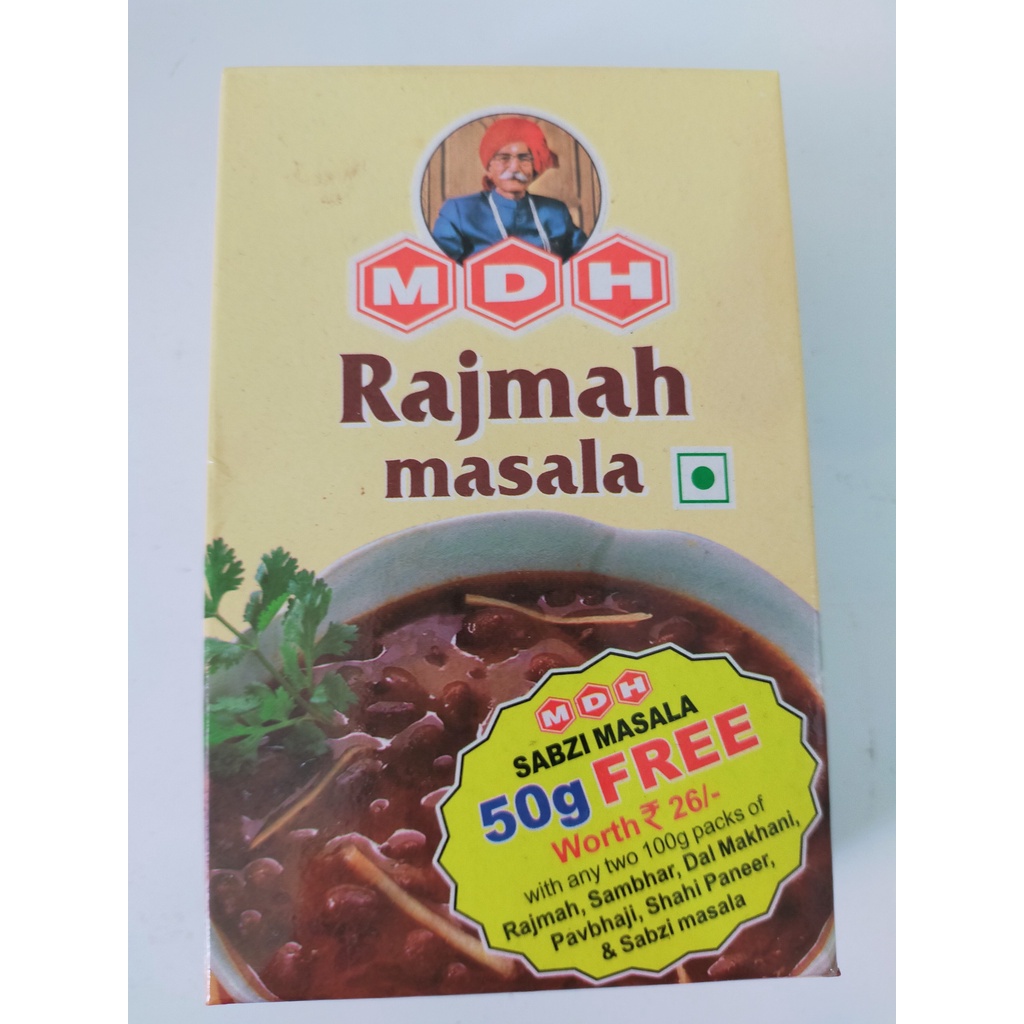 MDH
Rajmah
masala
MDH
SABZI MASALA
50g FREE
Worth ₹ 26/-
with any two 100g packs of
Rajmah, Sambhar, Dal Makhani,
Pavbhaji, Shahi Paneer,
& Sabzi masala